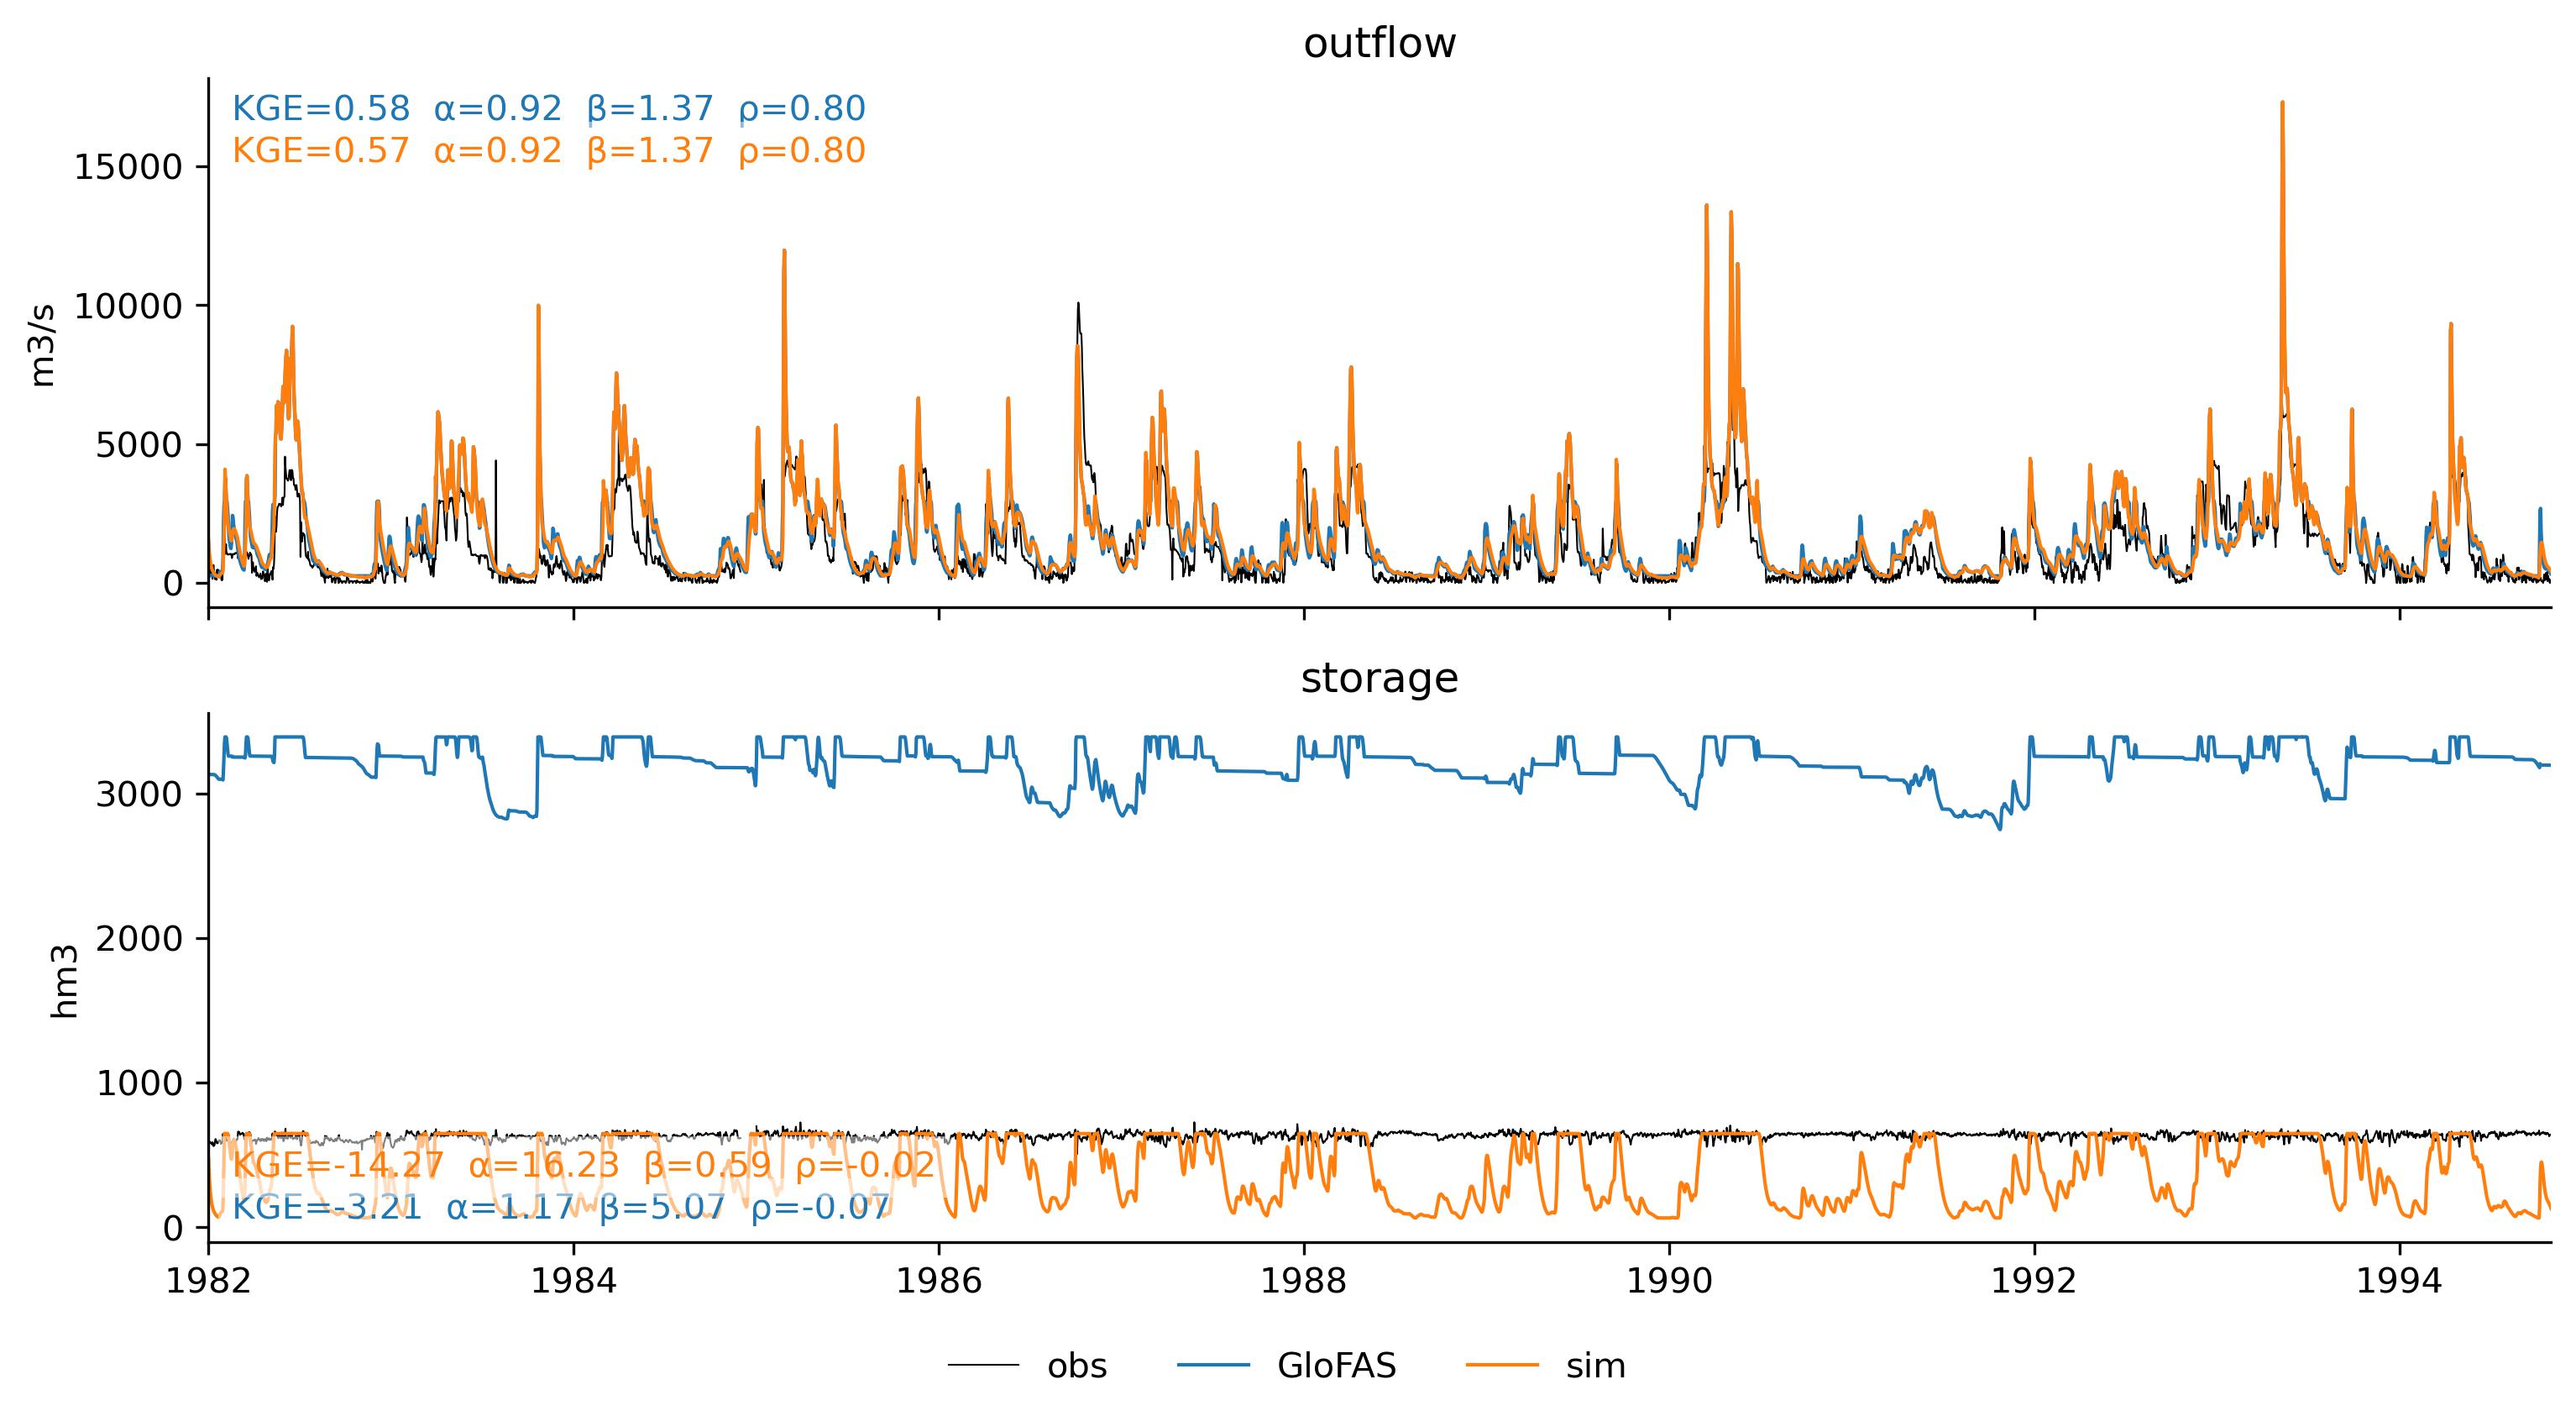 outflow
KGE=0.58 α=0.92 β=1.37 ρ=0.80
KGE=0.57 α=0.92 β=1.37 ρ=0.80
15000
10000
5000
0
m3/s
storage
3000
2000
1000
0
hm3
KGE=-14.27 α=16.23 β=0.59 ρ=-0.02
KGE=-3.21 α=1.17 β=5.07 ρ=-0.07
1982 1984 1986 1988 1990 1992 1994
obs GloFAS sim